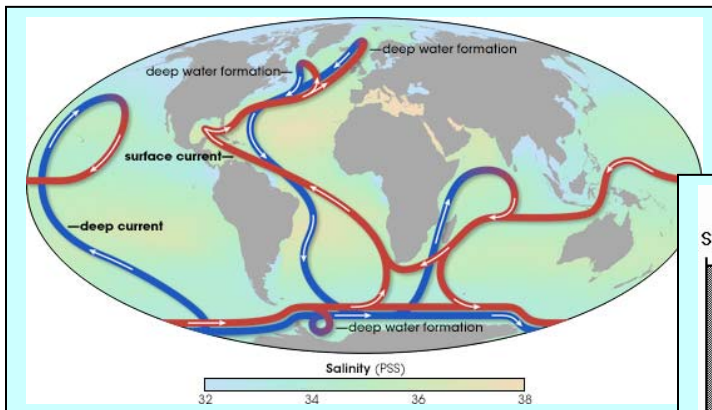 deep water formation
deep water formation
surface current
deep current
deep water formation
Salinity (PSS)
32 34 36 38
S